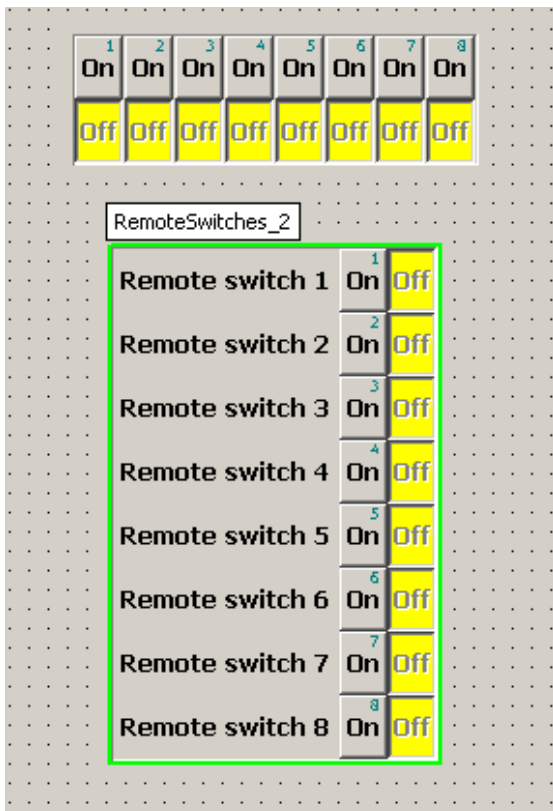 1 2 3 4 5 6 7 8
On On On On On On On On
Off Off Off Off Off Off Off Off
RemoteSwitches_2
Remote switch 1 On 1 Off
Remote switch 2 On 2 Off
Remote switch 3 On 3 Off
Remote switch 4 On 4 Off
Remote switch 5 On 5 Off
Remote switch 6 On 6 Off
Remote switch 7 On 7 Off
Remote switch 8 On 8 Off